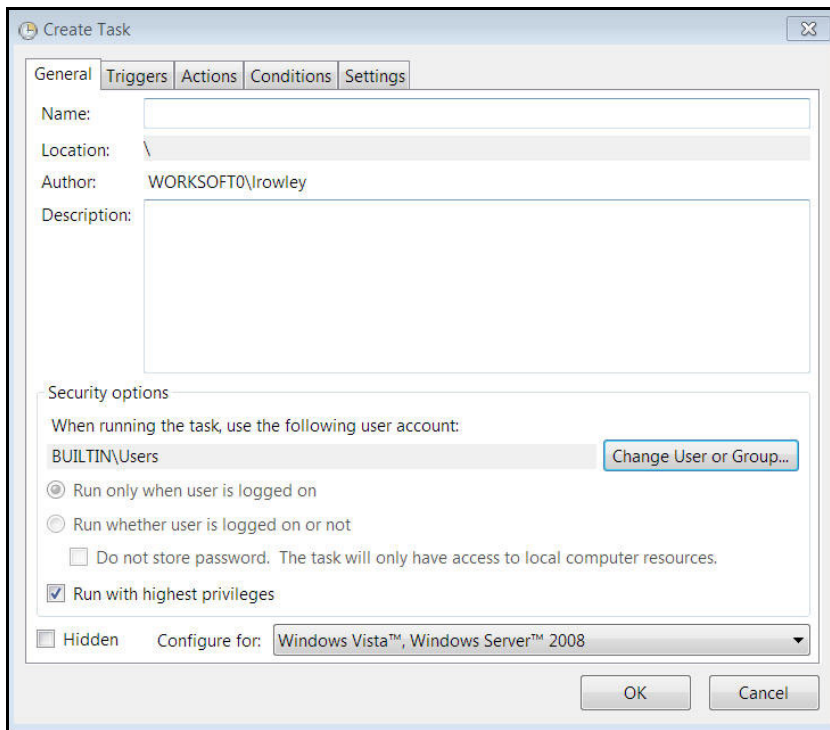 Create Task
General Triggers Actions Conditions Settings
Name:
Location: \
Author: WORKSOFT0\lrowley
Description:
Security options
When running the task, use the following user account:
BUILTIN\Users Change User or Group...
Run only when user is logged on
Run whether user is logged on or not
Do not store password. The task will only have access to local computer resources.
Run with highest privileges
Hidden Configure for: Windows Vista™, Windows Server™ 2008
OK Cancel